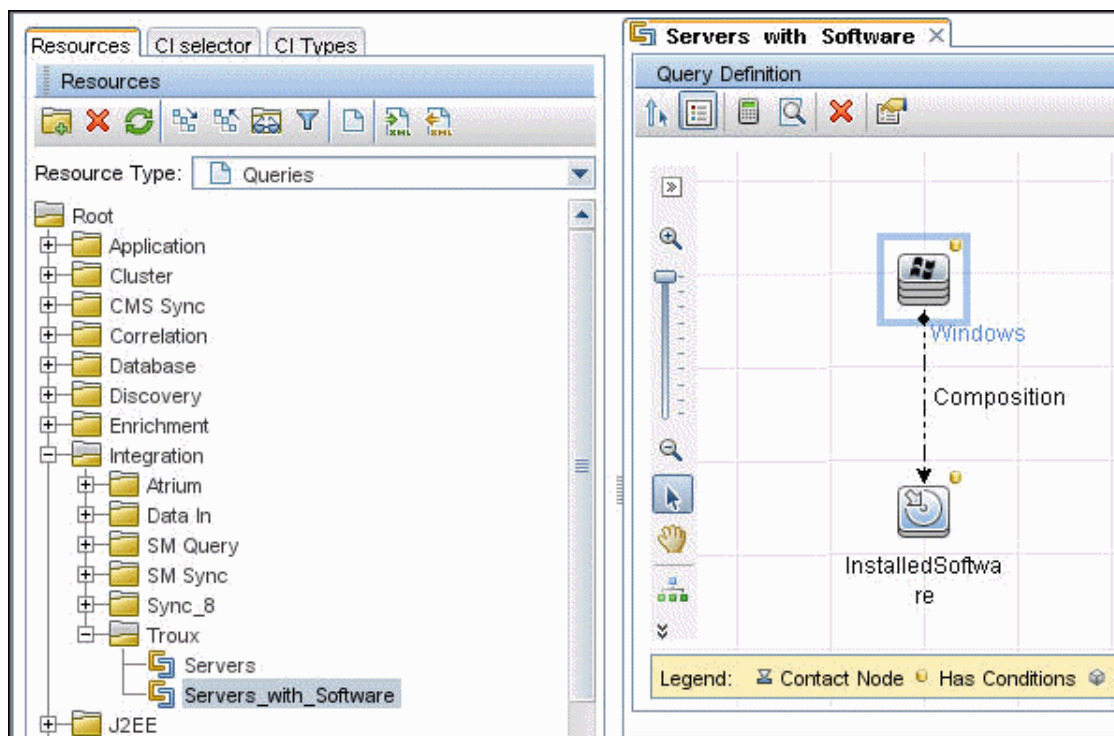 Resources CI selector CI Types
Resources
Resource Type: Queries
Root
Application
Cluster
CMS Sync
Correlation
Database
Discovery
Enrichment
Integration
Atrium
Data In
SM Query
SM Sync
Sync_8
Troux
Servers
Servers_with_Software
J2EE
Servers with Software
Query Definition
Windows
Composition
InstalledSoftwa
re
Legend: Contact Node Has Conditions